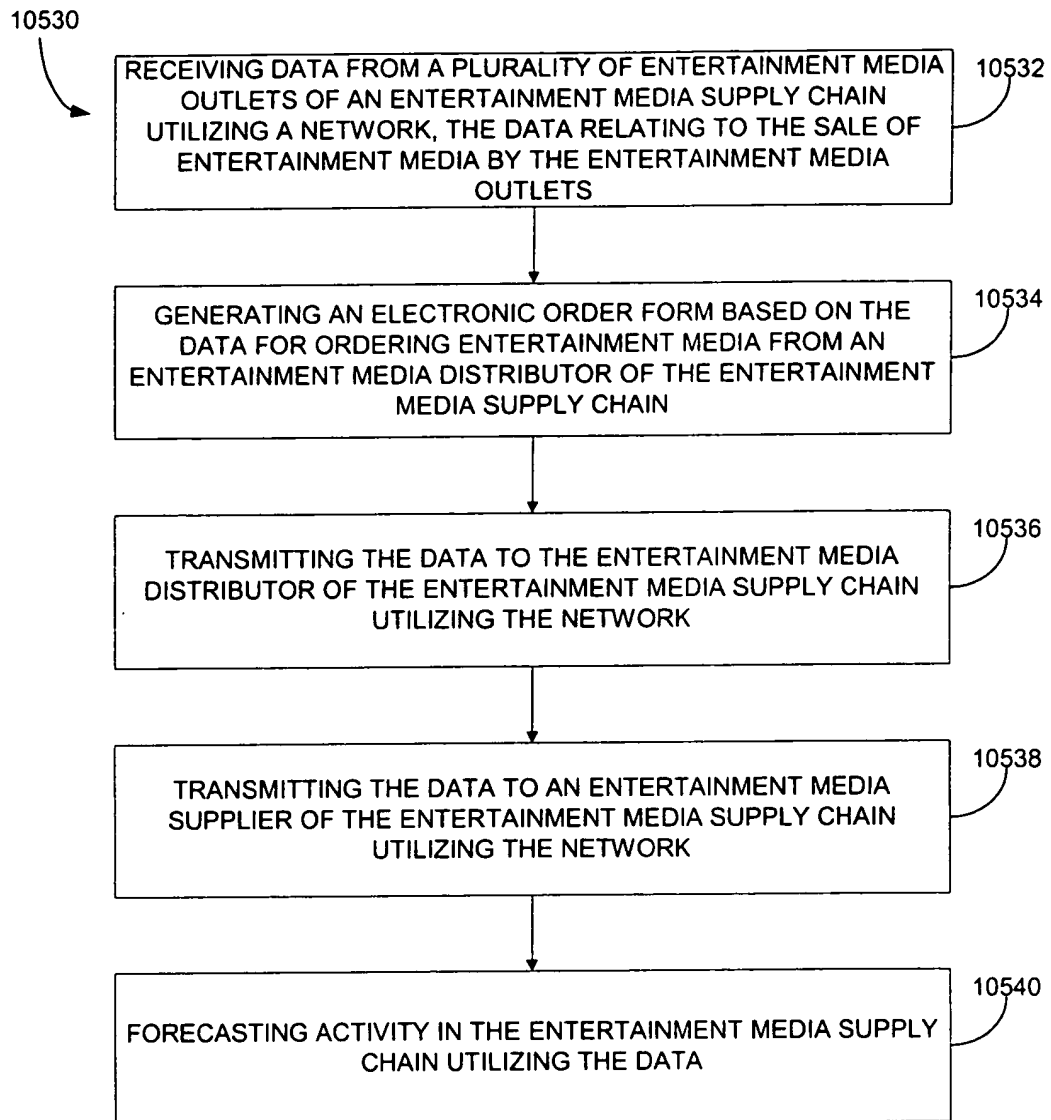 10530
RECEIVING DATA FROM A PLURALITY OF ENTERTAINMENT MEDIA
OUTLETS OF AN ENTERTAINMENT MEDIA SUPPLY CHAIN
UTILIZING A NETWORK, THE DATA RELATING TO THE SALE OF
ENTERTAINMENT MEDIA BY THE ENTERTAINMENT MEDIA
OUTLETS
10532
GENERATING AN ELECTRONIC ORDER FORM BASED ON THE
DATA FOR ORDERING ENTERTAINMENT MEDIA FROM AN
ENTERTAINMENT MEDIA DISTRIBUTOR OF THE ENTERTAINMENT
MEDIA SUPPLY CHAIN
10534
TRANSMITTING THE DATA TO THE ENTERTAINMENT MEDIA
DISTRIBUTOR OF THE ENTERTAINMENT MEDIA SUPPLY CHAIN
UTILIZING THE NETWORK
10536
TRANSMITTING THE DATA TO AN ENTERTAINMENT MEDIA
SUPPLIER OF THE ENTERTAINMENT MEDIA SUPPLY CHAIN
UTILIZING THE NETWORK
10538
FORECASTING ACTIVITY IN THE ENTERTAINMENT MEDIA SUPPLY
CHAIN UTILIZING THE DATA
10540